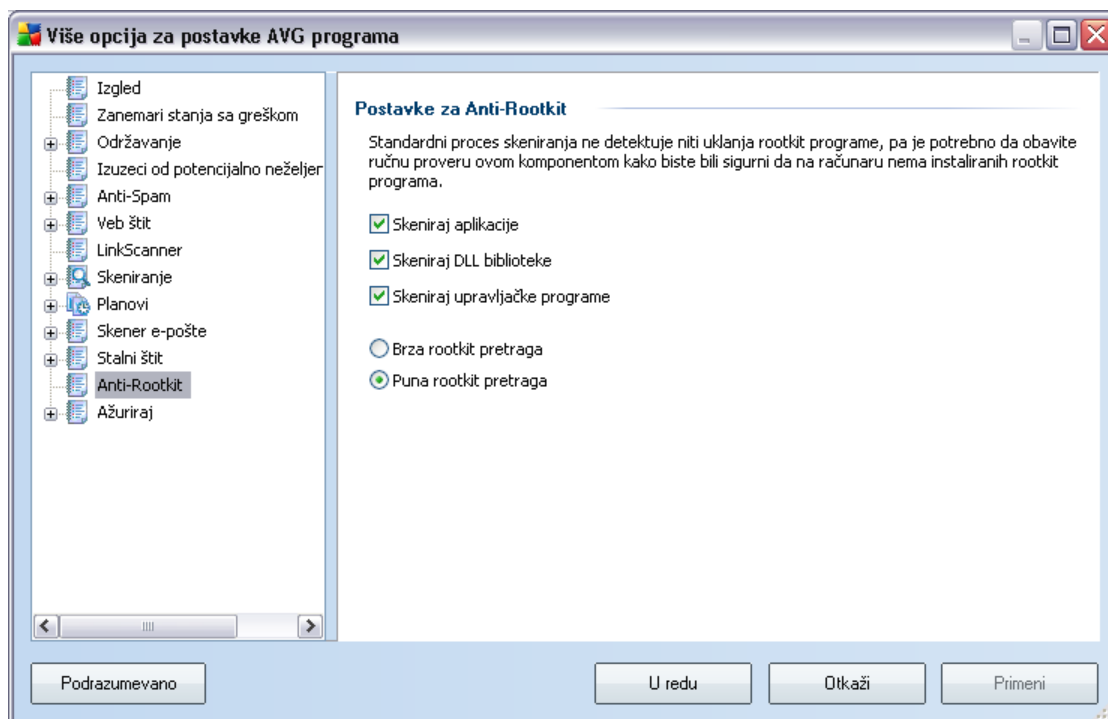 Više opcija za postavke AVG programa
Izgled
Zanemari stanja sa greškom
Održavanje
Izuzeci od potencijalno neželjer
Anti-Spam
Veb štit
LinkScanner
Skeniranje
Planovi
Skener e-pošte
Stalni štit
Anti-Rootkit
Ažuriraj
Postavke za Anti-Rootkit
Standardni proces skeniranja ne detektuje niti uklanja rootkit programe, pa je potrebno da obavite
ručnu proveru ovom komponentom kako biste bili sigurni da na računaru nema instaliranih rootkit
programa.
Skeniraj aplikacije
Skeniraj DLL biblioteke
Skeniraj upravljačke programe
Brza rootkit pretraga
Puna rootkit pretraga
Podrazumevano
U redu
Otkaži
Primeni